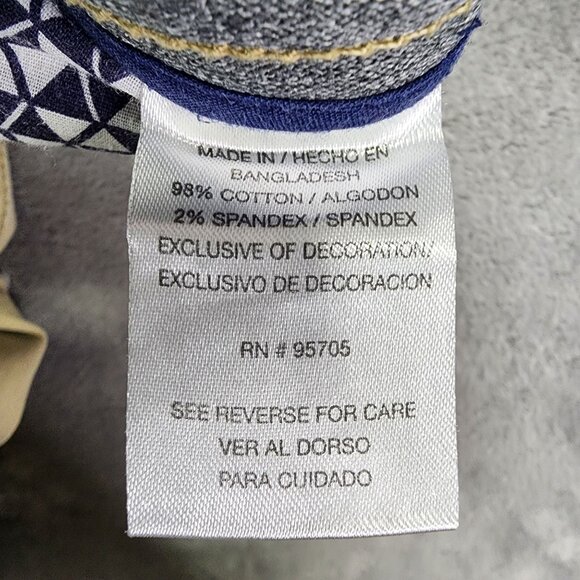 MADE IN / HECHO EN
BANGLADESH
98% COTTON / ALGODON
2% SPANDEX / SPANDEX
EXCLUSIVE OF DECORATION/
EXCLUSIVO DE DECORACION
RN # 95705
SEE REVERSE FOR CARE
VER AL DORSO
PARA CUIDADO